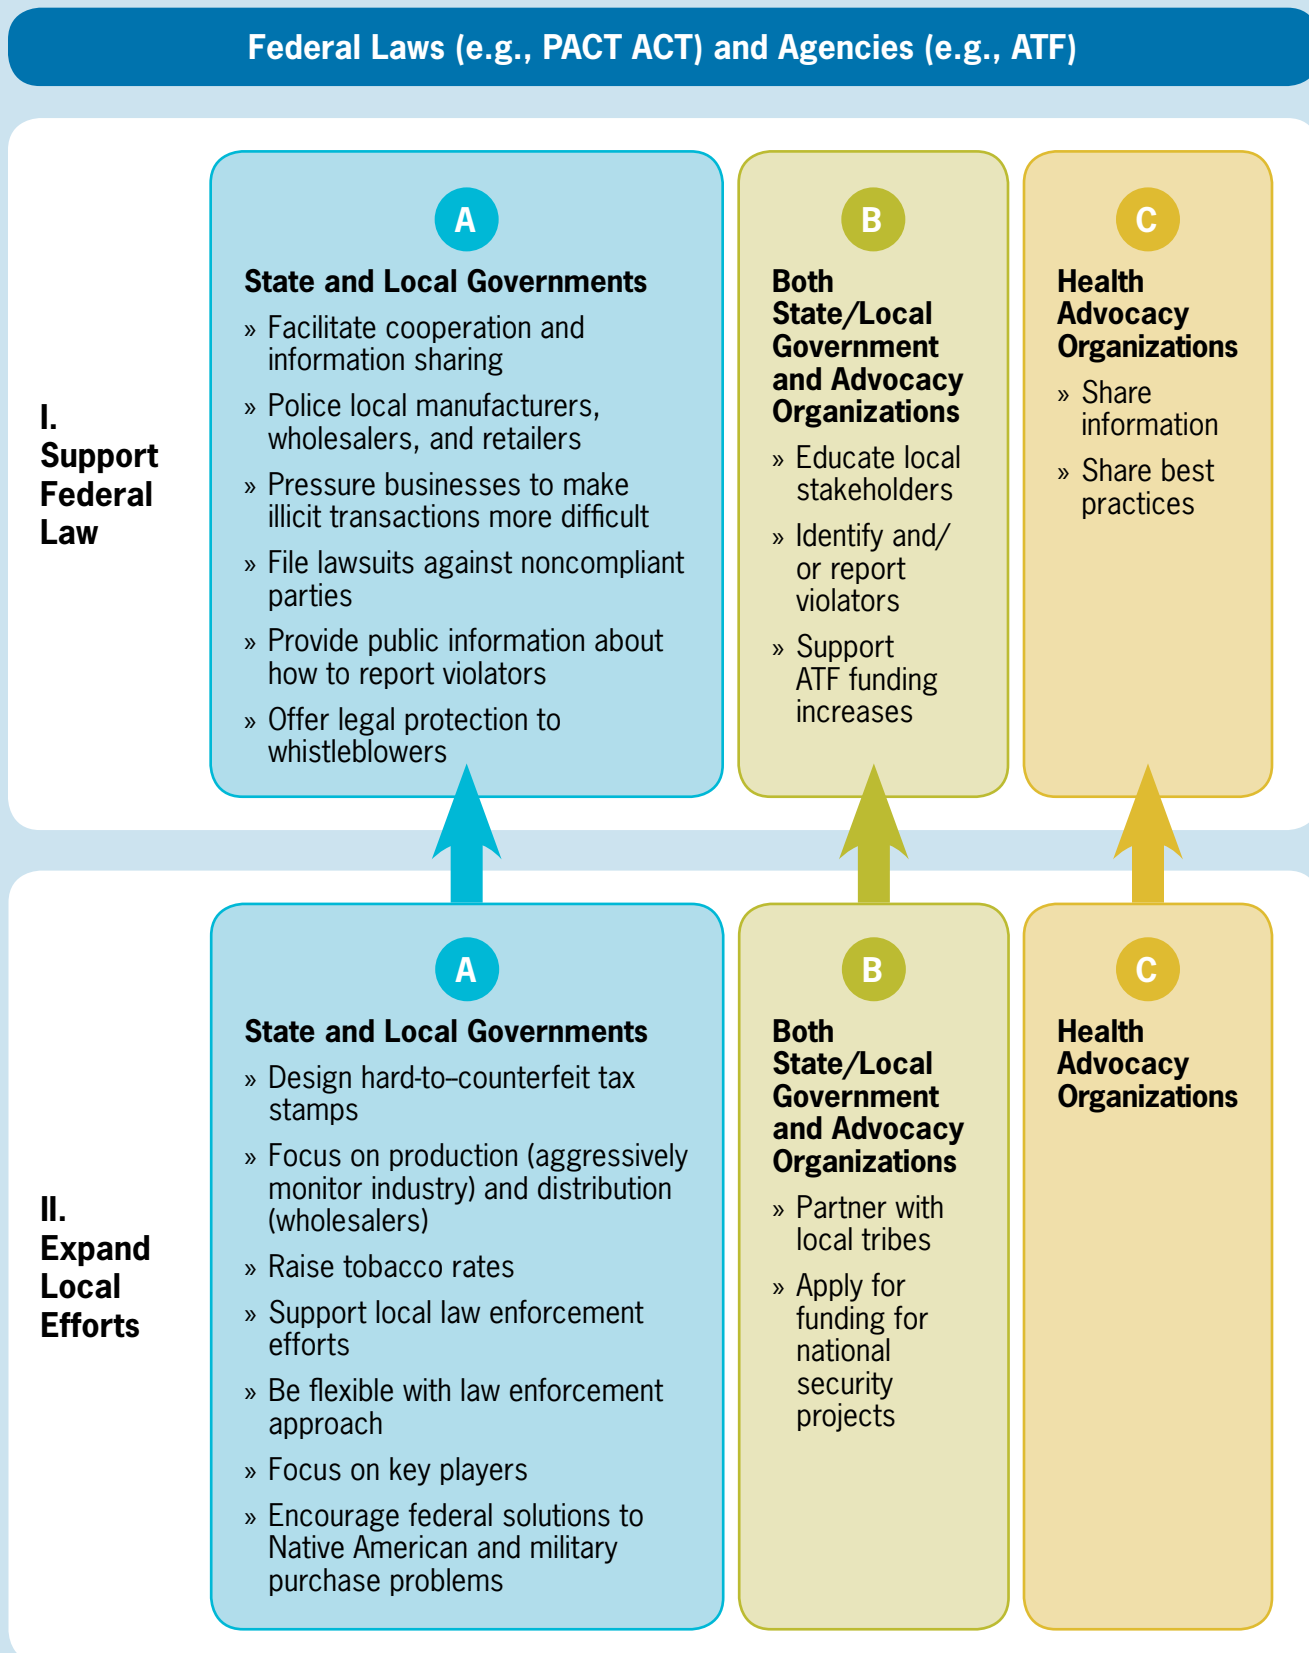 Federal Laws (e.g., PACT ACT) and Agencies (e.g., ATF)
I.
Support
Federal
Law
A
State and Local Governments
» Facilitate cooperation and
information sharing
» Police local manufacturers,
wholesalers, and retailers
» Pressure businesses to make
illicit transactions more difficult
» File lawsuits against noncompliant
parties
» Provide public information about
how to report violators
» Offer legal protection to
whistleblowers
B
Both
State/Local
Government
and Advocacy
Organizations
» Educate local
stakeholders
» Identify and/
or report
violators
» Support
ATF funding
increases
C
Health
Advocacy
Organizations
» Share
information
» Share best
practices
II.
Expand
Local
Efforts
A
State and Local Governments
» Design hard-to–counterfeit tax
stamps
» Focus on production (aggressively
monitor industry) and distribution
(wholesalers)
» Raise tobacco rates
» Support local law enforcement
efforts
» Be flexible with law enforcement
approach
» Focus on key players
» Encourage federal solutions to
Native American and military
purchase problems
B
Both
State/Local
Government
and Advocacy
Organizations
» Partner with
local tribes
» Apply for
funding for
national
security
projects
C
Health
Advocacy
Organizations